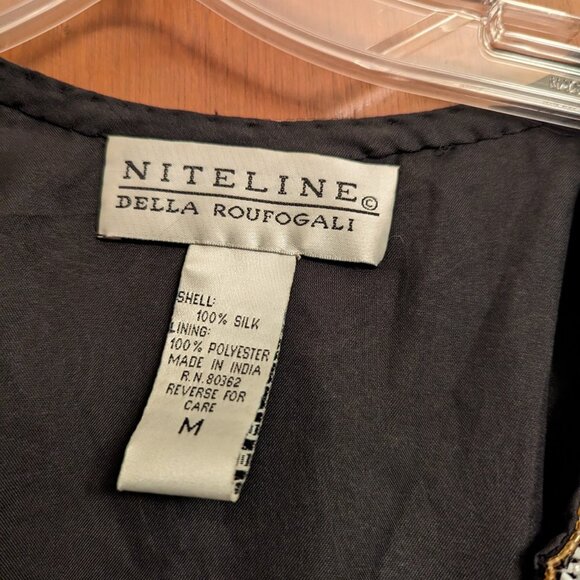 NITELINE©
DELLA ROUFOGALI
SHELL:
100% SILK
LINING:
100% POLYESTER
MADE IN INDIA
R.N. 80362
REVERSE FOR
CARE
M